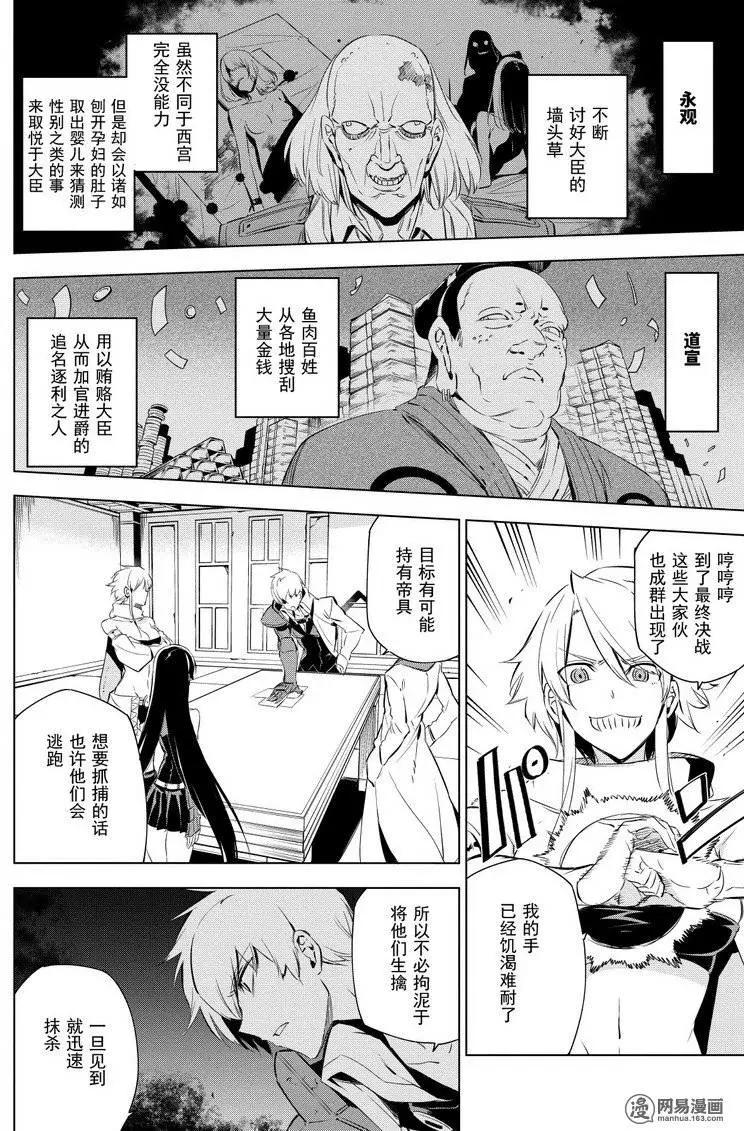 永观
不断
讨好大臣的
墙头草
虽然不同于西宫
完全没能力
但是却会以诸如
刨开孕妇的肚子
取出婴儿来猜测
性别之类的事
来取悦于大臣
道宣
鱼肉百姓
从各地搜刮
大量金钱
用以贿赂大臣
从而加官进爵的
追名逐利之人
哼哼哼
到了最终决战
这些大家伙
也成群出现了
我的手
已经饥渴难耐了
目标有可能
持有帝具
想要抓捕的话
也许他们会
逃跑
所以不必拘泥于
将他们生擒
一旦见到
就迅速
抹杀
漫 网易漫画
manhua.163.com